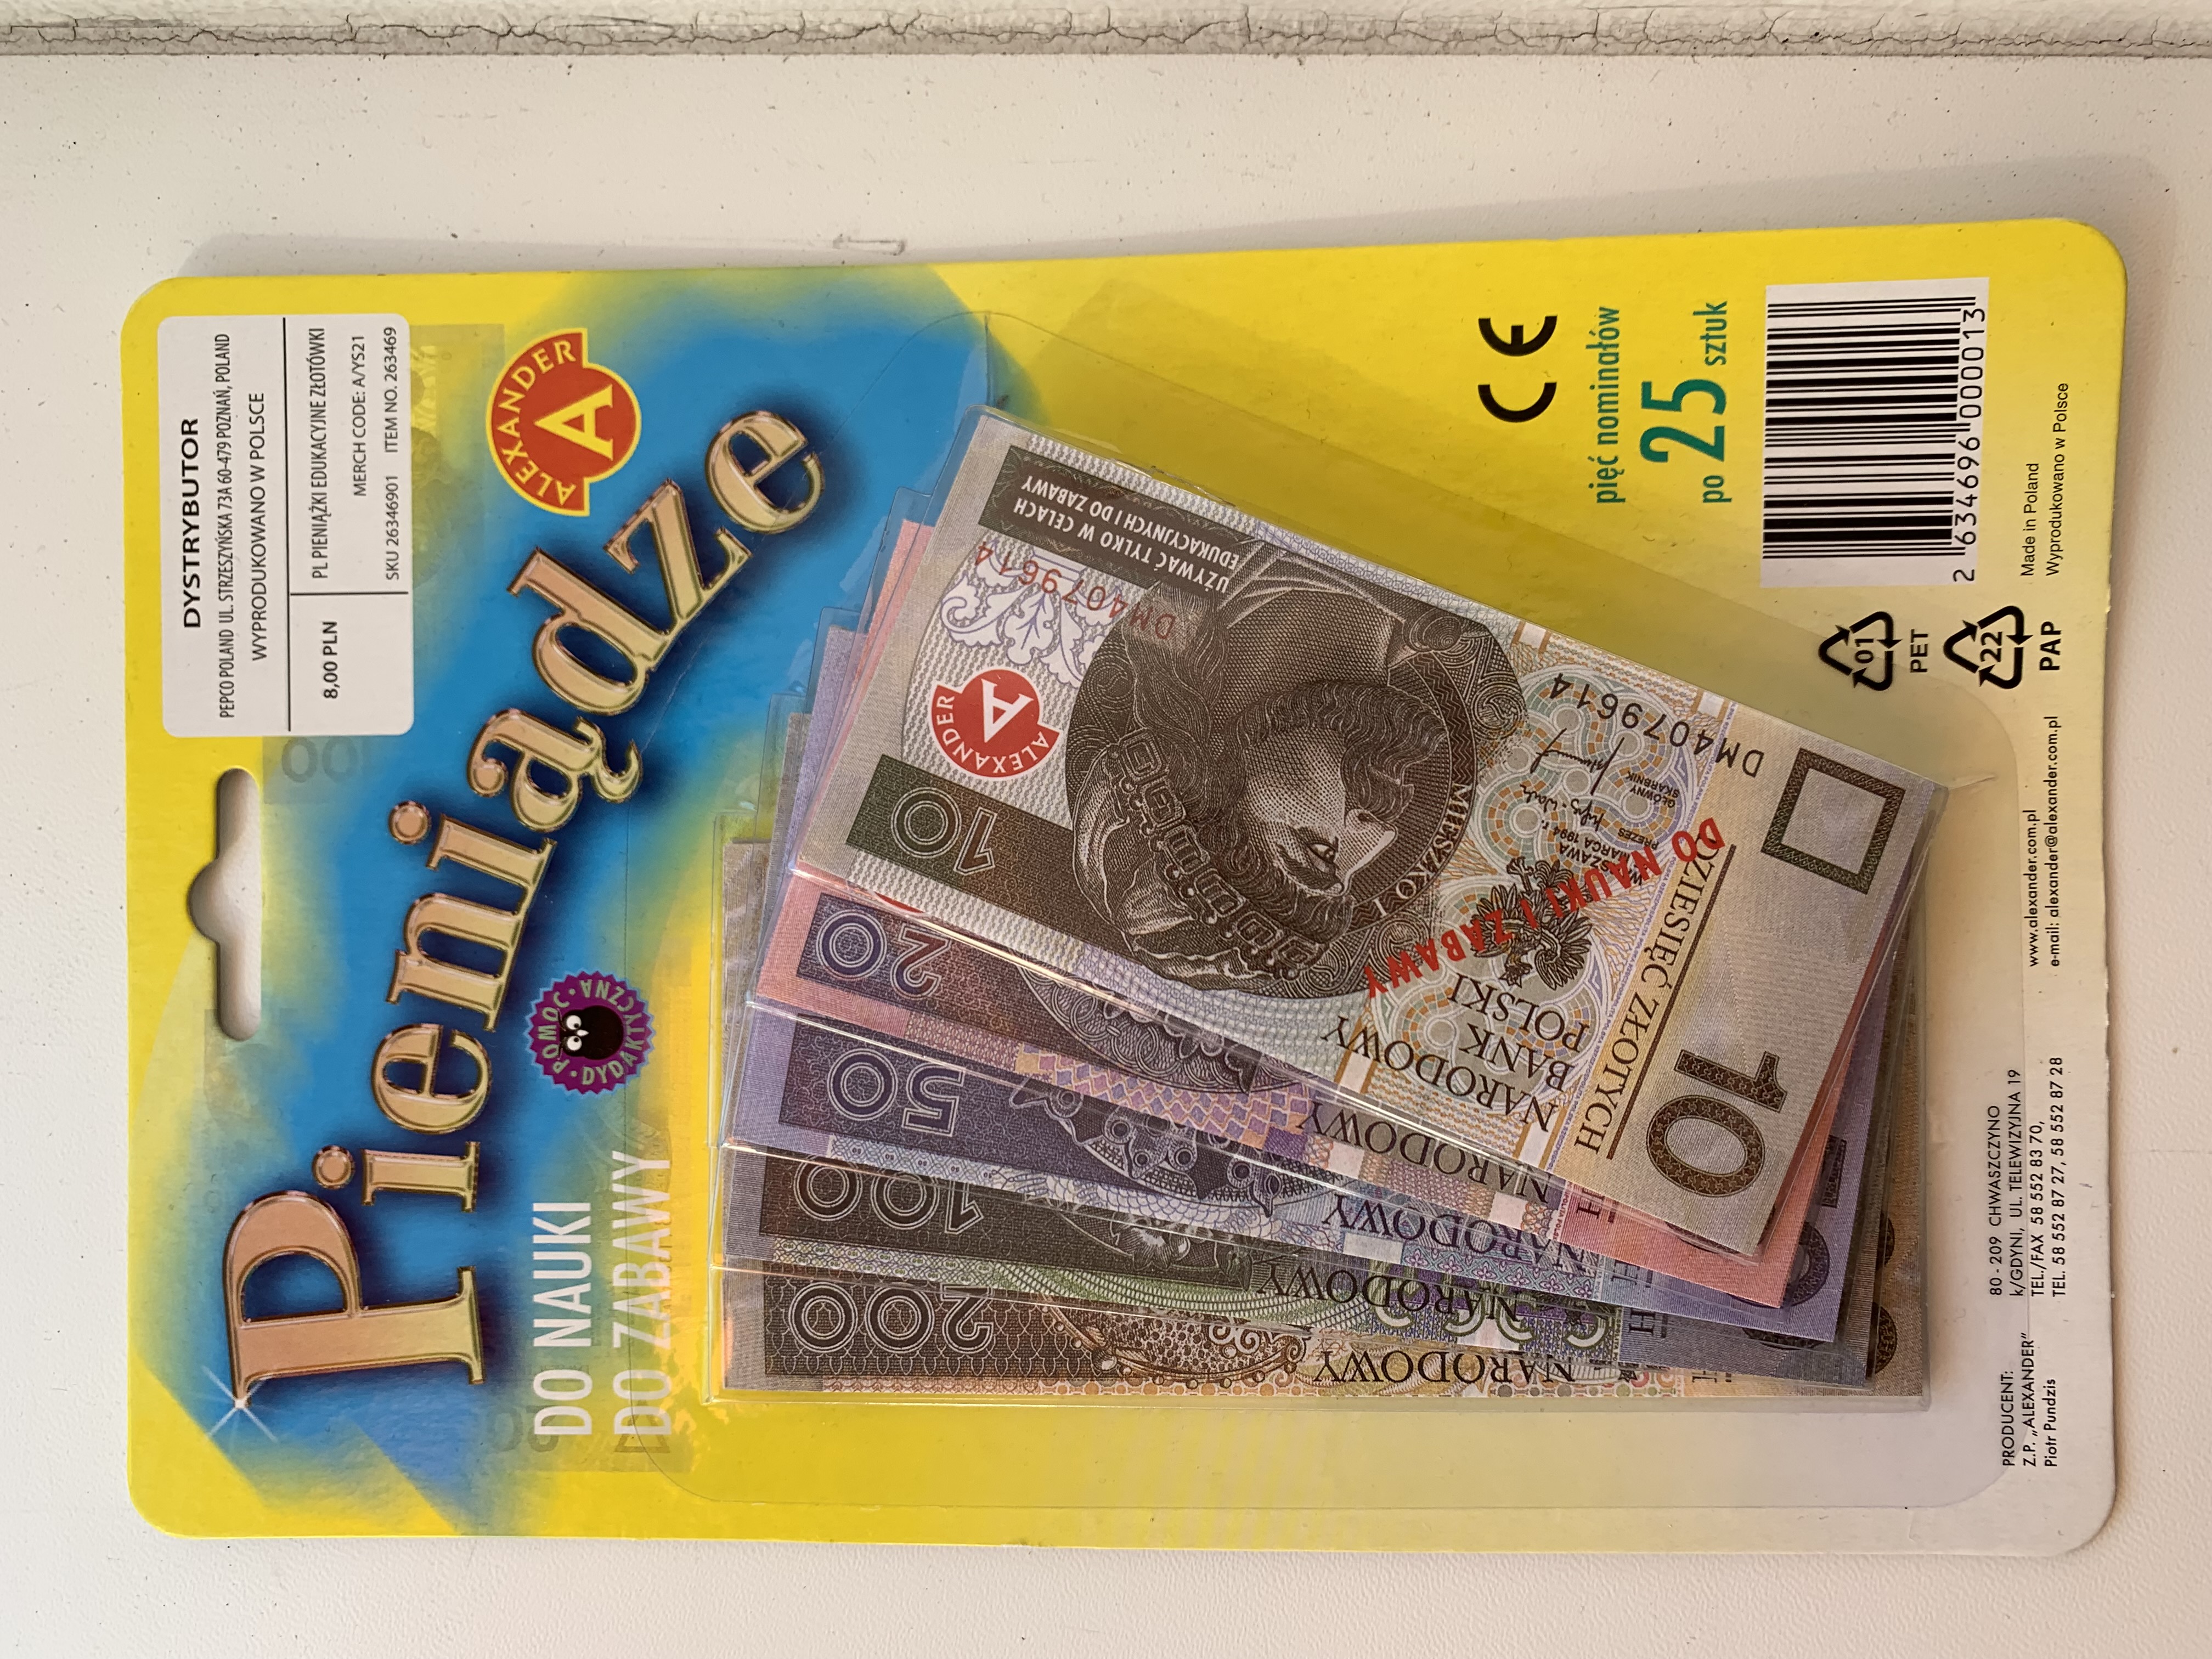 DYSTRYBUTOR
PEPCO POLAND UL. STRZESZYŃSKA 73A 60-479 POZNAŃ, POLAND
WYPRODUKOWANO W POLSCE
8,00 PLN
PL PIENIĄŻKI EDUKACYJNE ZŁOTÓWKI
MERCH CODE: A/YS21
SKU 26346901 ITEM NO. 263469
Pieniądze
DO NAUKI
DO ZABAWY
POMOC DYDAKTYCZNA
ALEXANDER
A
200
100
50
20
10
ALEXANDER
A
DM4079614
UŻYWAĆ TYLKO W CELACH
EDUKACYJNYCH I DO ZABAWY
MIESZKO I
NARODOWY
NARODOWY
NARODOWY
NARODOWY
NARODOWY
BANK
POLSKI
DO NAUKI I ZABAWY
WARSZAWA
MARCA 1994 r.
PREZES
GŁÓWNY
SKARBNIK
DZIESIĘĆ ZŁOTYCH
10
DM4079614
CE
pięć nominałów
po 25 sztuk
01
PET
22
PAP
2 634696 000013
PRODUCENT:
Z.P. „ALEXANDER"
Piotr Pundzis
80 - 209 CHWASZCZYNO
k/GDYNI, UL. TELEWIZYJNA 19
TEL./FAX 58 552 83 70,
TEL. 58 552 87 27, 58 552 87 28
www.alexander.com.pl
e-mail: alexander@alexander.com.pl
Made in Poland
Wyprodukowano w Polsce